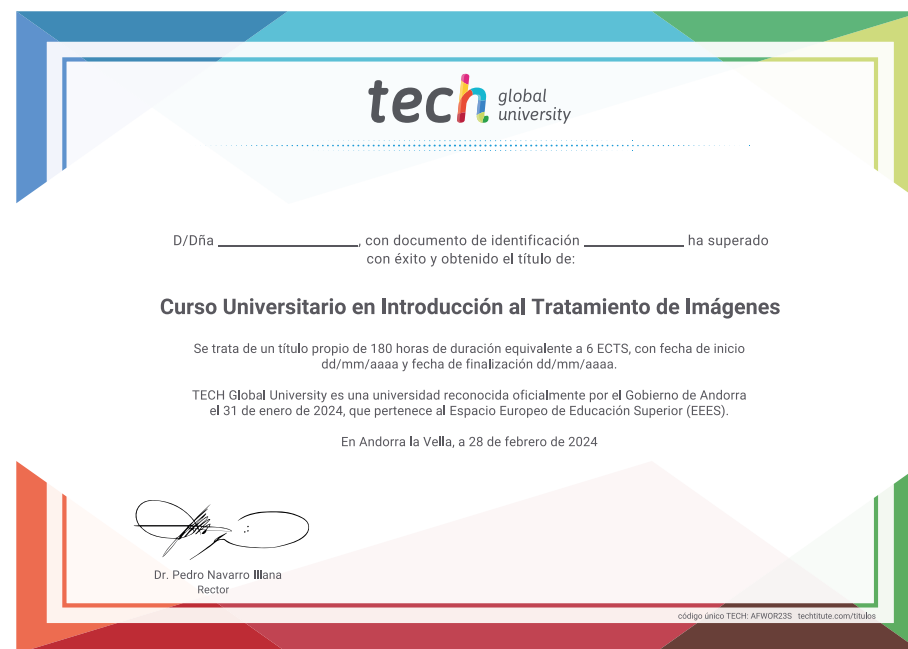 tech global university
D/Dña ____________________, con documento de identificación ______________ ha superado
con éxito y obtenido el título de:
Curso Universitario en Introducción al Tratamiento de Imágenes
Se trata de un título propio de 180 horas de duración equivalente a 6 ECTS, con fecha de inicio
dd/mm/aaaa y fecha de finalización dd/mm/aaaa.
TECH Global University es una universidad reconocida oficialmente por el Gobierno de Andorra
el 31 de enero de 2024, que pertenece al Espacio Europeo de Educación Superior (EEES).
En Andorra la Vella, a 28 de febrero de 2024
Dr. Pedro Navarro Illana
Rector
código único TECH: AFWOR23S techtitute.com/titulos